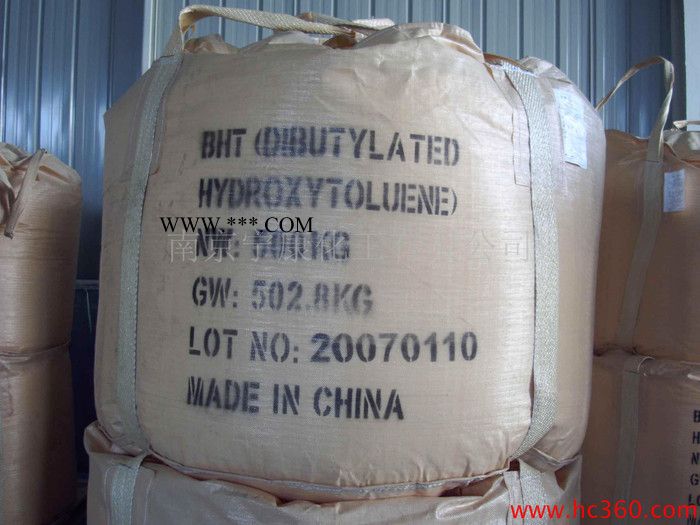 BHT (DIBUTYLATED
HYDROXYTOLUENE)
WWW.***.COM
GW: 502.8KG
LOT NO: 20070110
MADE IN CHINA
www.hc360.com